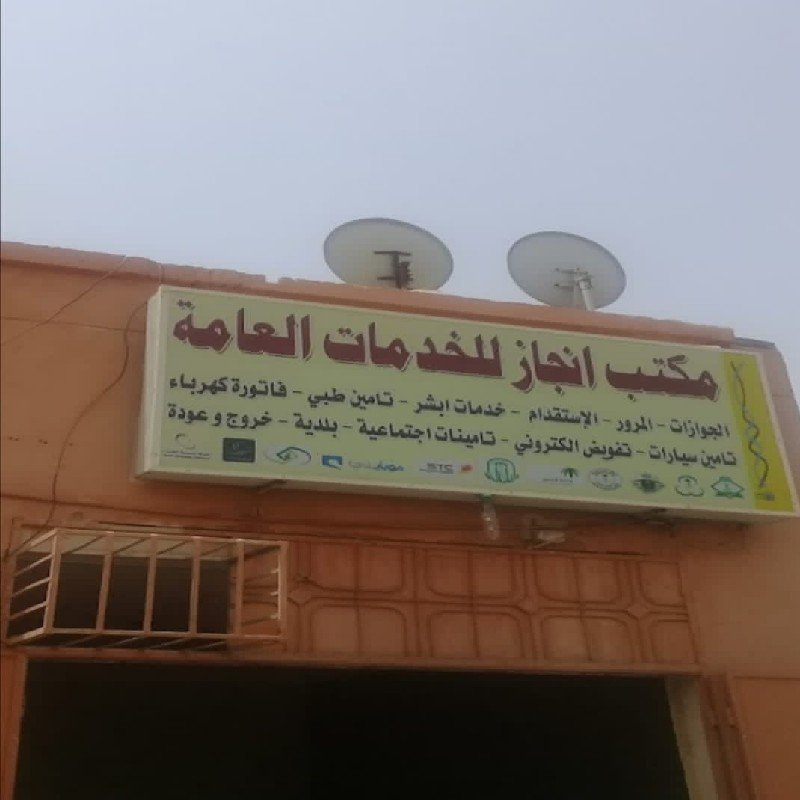 مكتب انجاز للخدمات العامة
الجوازات - المرور - الإستقدام - خدمات ابشر - تامين طبي - فاتورة كهرباء
تامين سيارات - تفويض الكتروني - تامينات اجتماعية - بلدية - خروج و عودة
STC